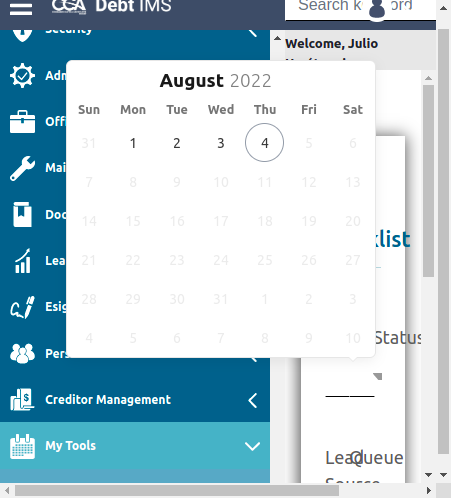 Debt IMS
Search k
ord
Security
Welcome, Julio
August 2022
Sun Mon Tue Wed Thu Fri Sat
31 1 2 3 4 5 6
7 8 9 10 11 12 13
14 15 16 17 18 19 20
21 22 23 24 25 26 27
28 29 30 31 1 2 3
4 5 6 7 8 9 10
Adm
Offi
Mai
Doc
Lea
Esig
Pers
Creditor Management
My Tools
klist
Status
Lead
Queue
Source